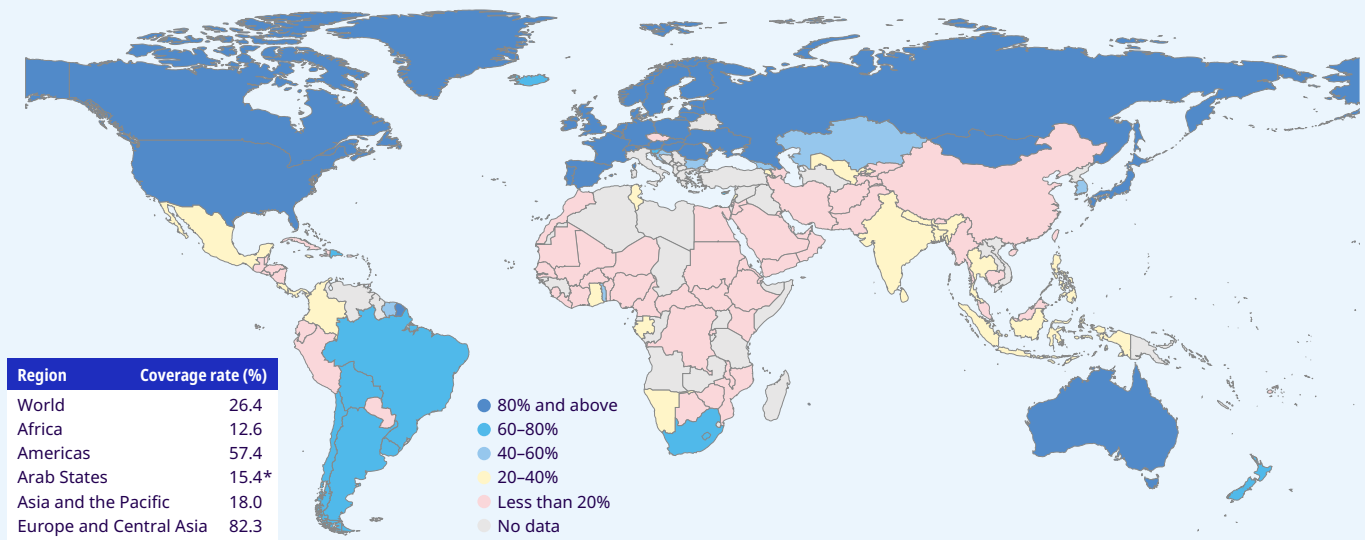 Region Coverage rate (%)
World 26.4
Africa 12.6
Americas 57.4
Arab States 15.4*
Asia and the Pacific 18.0
Europe and Central Asia 82.3
80% and above
60–80%
40–60%
20–40%
Less than 20%
No data